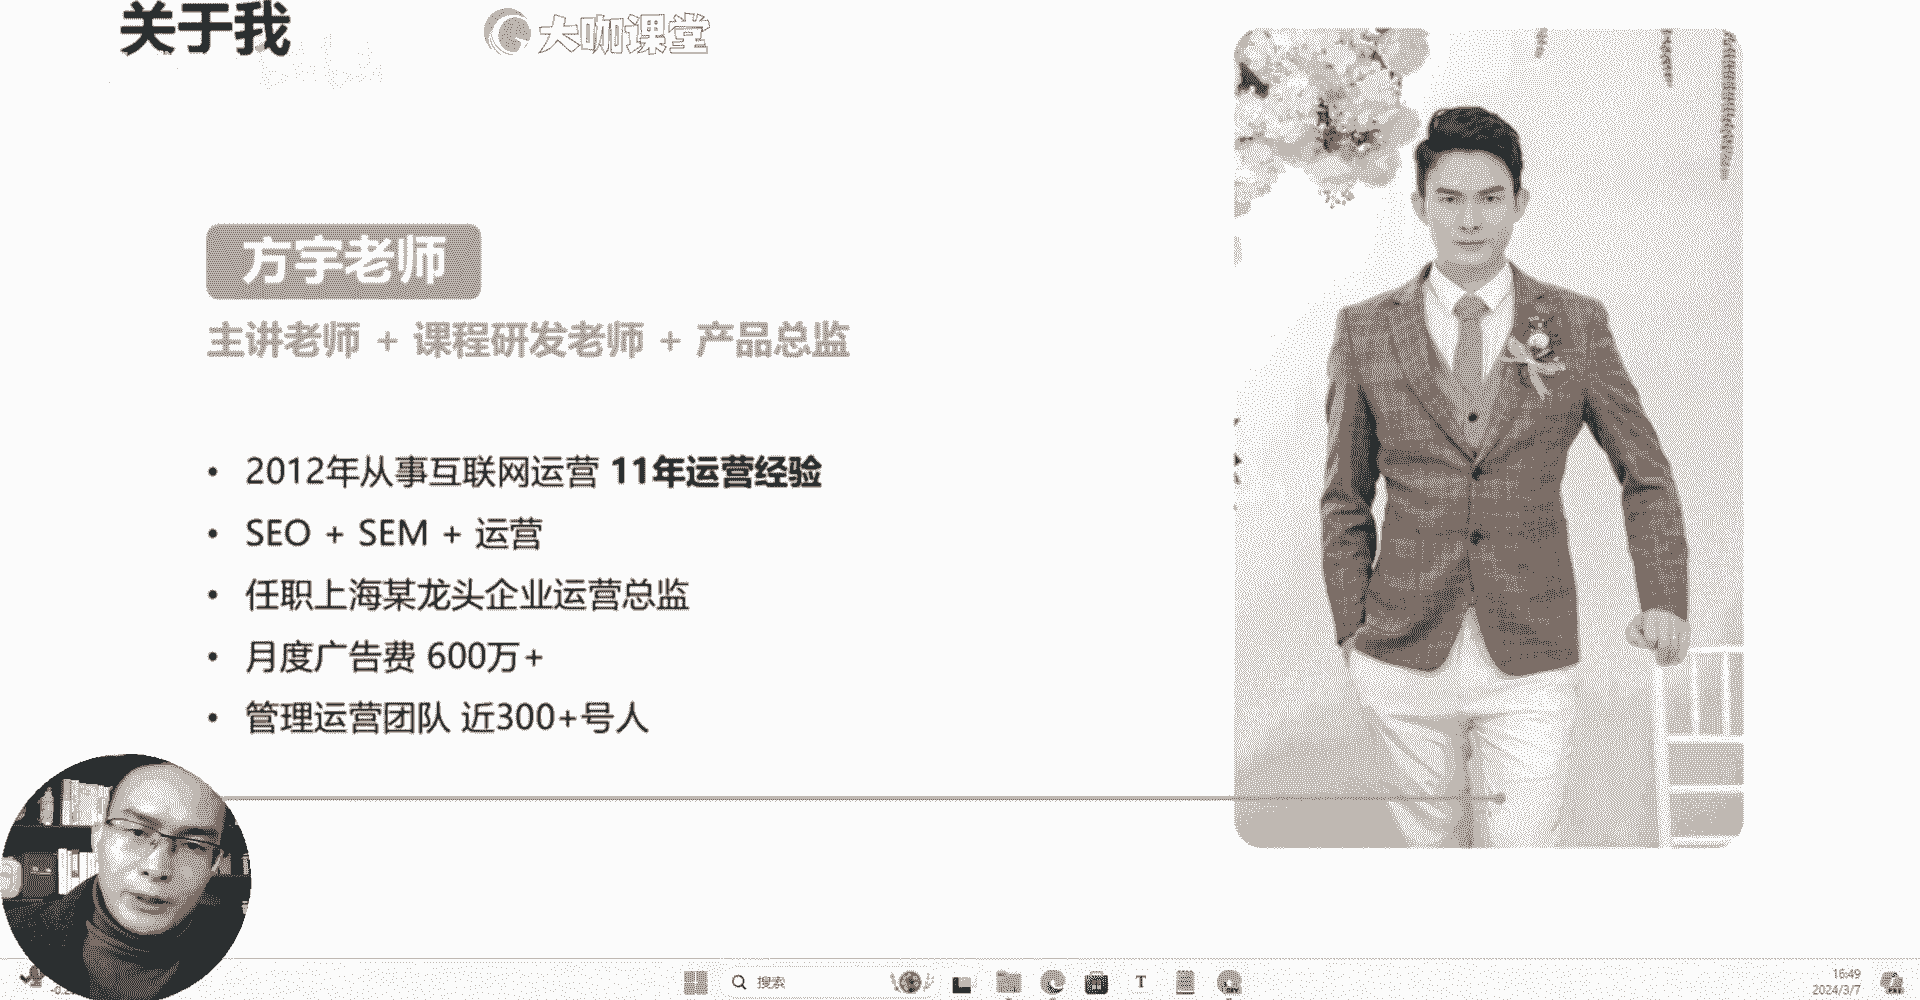 关于我
大咖课堂
方宇老师
主讲老师 + 课程研发老师 + 产品总监
• 2012年从事互联网运营 11年运营经验
• SEO + SEM + 运营
• 任职上海某龙头企业运营总监
• 月度广告费 600万+
• 管理运营团队 近300+号人
搜索
16:49
2024/3/7